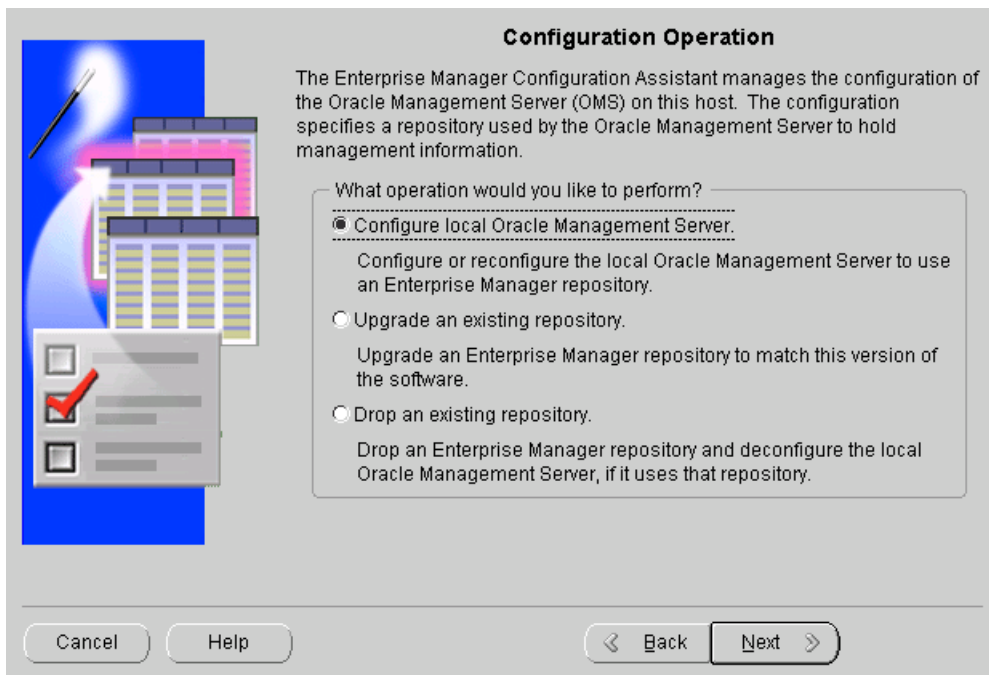 Configuration Operation
The Enterprise Manager Configuration Assistant manages the configuration of
the Oracle Management Server (OMS) on this host. The configuration
specifies a repository used by the Oracle Management Server to hold
management information.
What operation would you like to perform?
Configure local Oracle Management Server.
Configure or reconfigure the local Oracle Management Server to use
an Enterprise Manager repository.
Upgrade an existing repository.
Upgrade an Enterprise Manager repository to match this version of
the software.
Drop an existing repository.
Drop an Enterprise Manager repository and deconfigure the local
Oracle Management Server, if it uses that repository.
Cancel Help Back Next